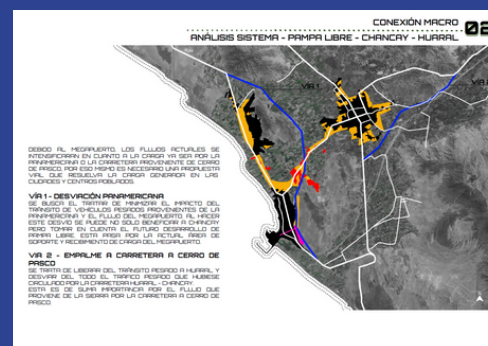 CONEXIÓN MACRO
02
ANÁLISIS SISTEMA - PAMPA LIBRE - CHANCAY - HUARAL
VÍA 1
DEBIDO AL MEGAPUERTO, LOS FLUJOS ACTUALES SE
INTENSIFICARAN EN CUANTO A LA CARGA YA SEA POR LA
PANAMERICANA O LA CARRETERA PROVENIENTE DE CERRO
DE PASCO, POR ESO MISMO ES NECESARIO UNA PROPUESTA
VIAL QUE RESUELVA LA CARGA GENERADA EN LAS
CIUDADES Y CENTROS POBLADOS.
VÍA 1 - DESVIACIÓN PANAMERICANA
SE BUSCA EL TRATAR DE MINIMIZAR EL IMPACTO DEL
TRÁNSITO DE VEHÍCULOS PESADOS PROVENIENTES DE LA
PANAMERICANA Y EL FLUJO DEL MEGAPUERTO. AL HACER
ESTE DESVÍO SE PUEDE NO SOLO BENEFICIAR A CHANCAY
PERO TOMAR EN CUENTA EL FUTURO DESARROLLO DE
PAMPA LIBRE. ESTA PASA POR LA ACTUAL ÁREA DE
SOPORTE Y RECIBIMIENTO DE CARGA DEL MEGAPUERTO.
VÍA 2 - EMPALME A CARRETERA A CERRO DE
PASCO
SE TRATA DE LIBERAR DEL TRÁNSITO PESADO A HUARAL Y
DESVIAR DEL TODO EL TRÁFICO PESADO QUE HUBIESE
CIRCULADO POR LA CARRETERA HUARAL - CHANCAY.
ESTA ES DE SUMA IMPORTANCIA POR EL FLUJO QUE
PROVIENE DE LA SIERRA POR LA CARRETERA A CERRO DE
PASCO.